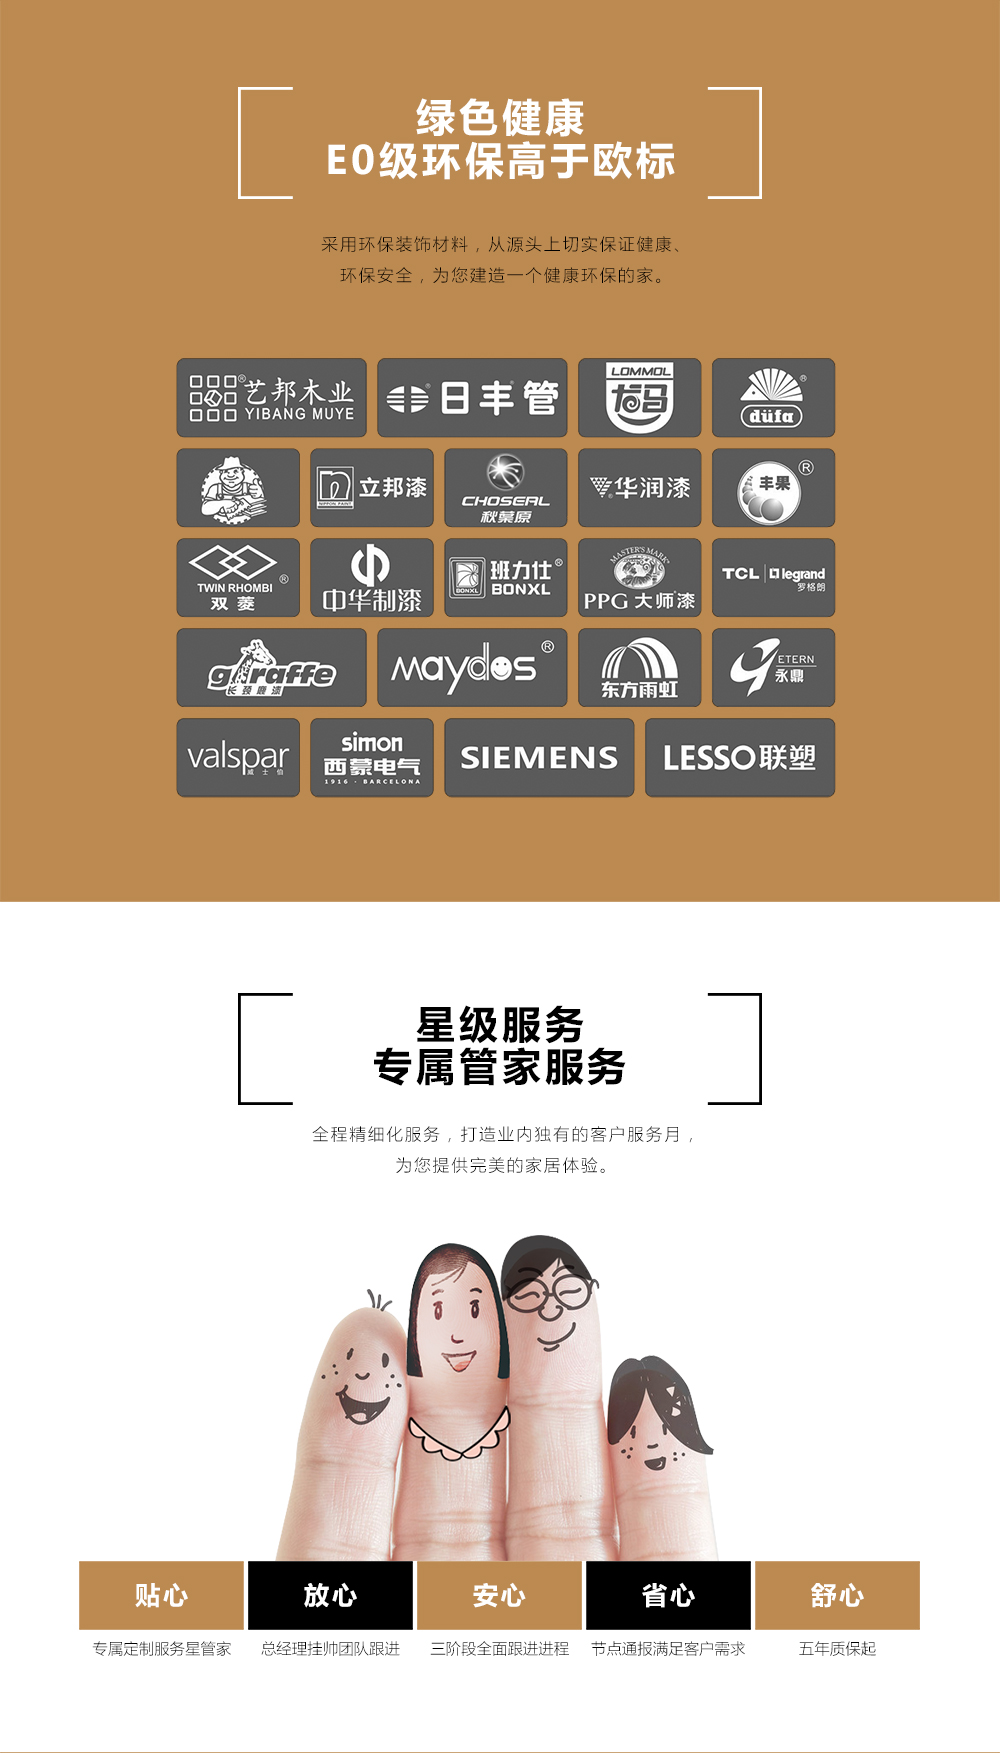 绿色健康
E0级环保高于欧标
采用环保装饰材料，从源头上切实保证健康、
环保安全，为您建造一个健康环保的家。
艺邦木业
YIBANG MUYE
日丰管
LOMMOL
龙码
düfa
NIPPON PAINT
立邦漆
CHOSEAL
秋葉原
华润漆
丰果
TWIN RHOMBI
双菱
中华制漆
BONXL
班力仕
BONXL
MASTER'S MARK
PPG 大师漆
TCL legrand
罗格朗
giraffe
长颈鹿漆
maydos
东方雨虹
ETERN
永鼎
valspar
威士伯
simon
西蒙电气
1916 · BARCELONA
SIEMENS
LESSO联塑
星级服务
专属管家服务
全程精细化服务，打造业内独有的客户服务月，
为您提供完美的家居体验。
贴心
放心
安心
省心
舒心
专属定制服务星管家
总经理挂帅团队跟进
三阶段全面跟进进程
节点通报满足客户需求
五年质保起